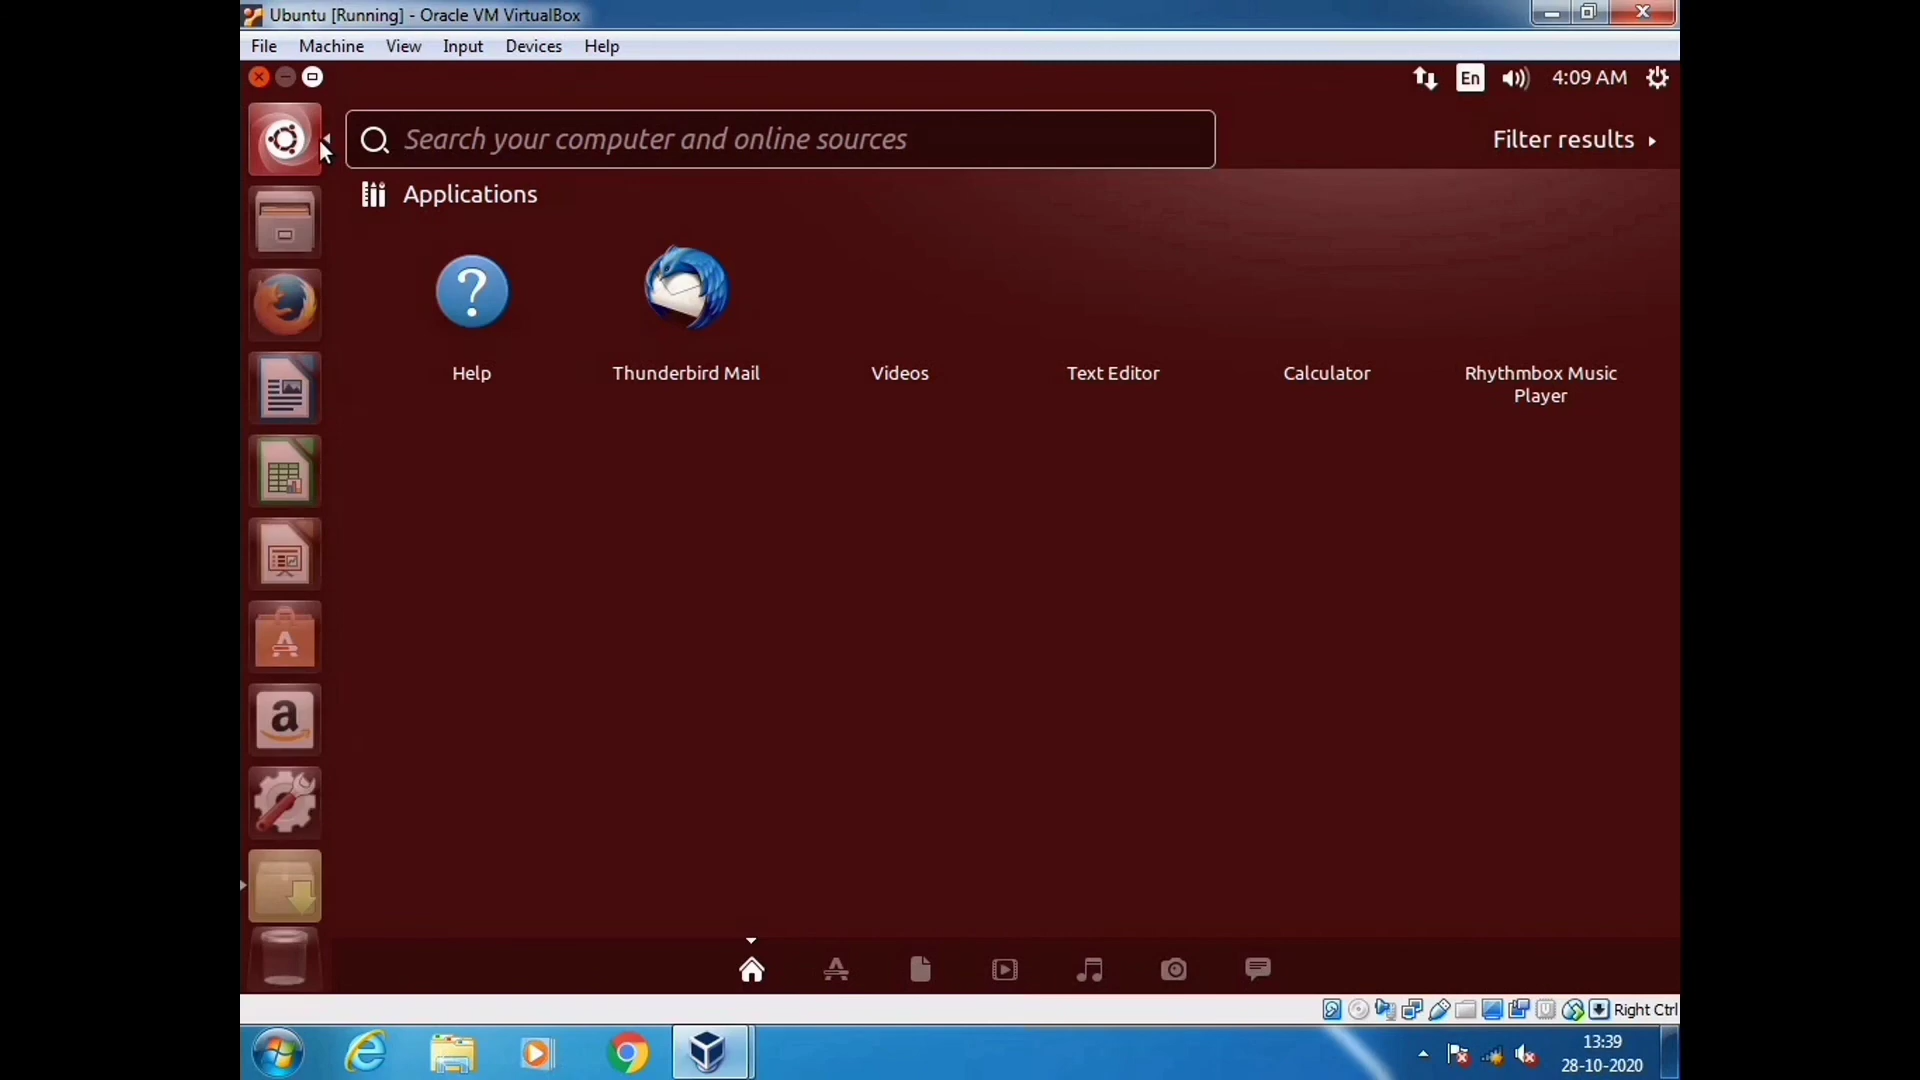 Ubuntu [Running] - Oracle VM VirtualBox
File Machine View Input Devices Help
En 4:09 AM
Search your computer and online sources
Filter results
Applications
Help
Thunderbird Mail
Videos
Text Editor
Calculator
Rhythmbox Music
Player
Right Ctrl
13:39
28-10-2020